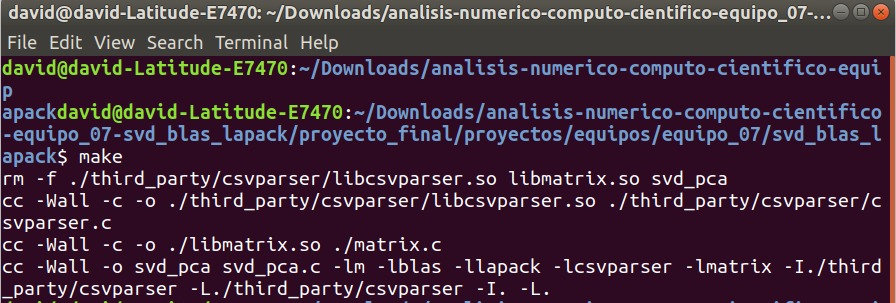 david@david-Latitude-E7470: ~/Downloads/analisis-numerico-computo-cientifico-equipo_07-...
File Edit View Search Terminal Help
david@david-Latitude-E7470:~/Downloads/analisis-numerico-computo-cientifico-equi
p
apackdavid@david-Latitude-E7470:~/Downloads/analisis-numerico-computo-cientifico
-equipo_07-svd_blas_lapack/proyecto_final/proyectos/equipos/equipo_07/svd_blas_l
apack$ make
rm -f ./third_party/csvparser/libcsvparser.so libmatrix.so svd_pca
cc -Wall -c -o ./third_party/csvparser/libcsvparser.so ./third_party/csvparser/c
svparser.c
cc -Wall -c -o ./libmatrix.so ./matrix.c
cc -Wall -o svd_pca svd_pca.c -lm -lblas -llapack -lcsvparser -lmatrix -I./third
_party/csvparser -L./third_party/csvparser -I. -L.